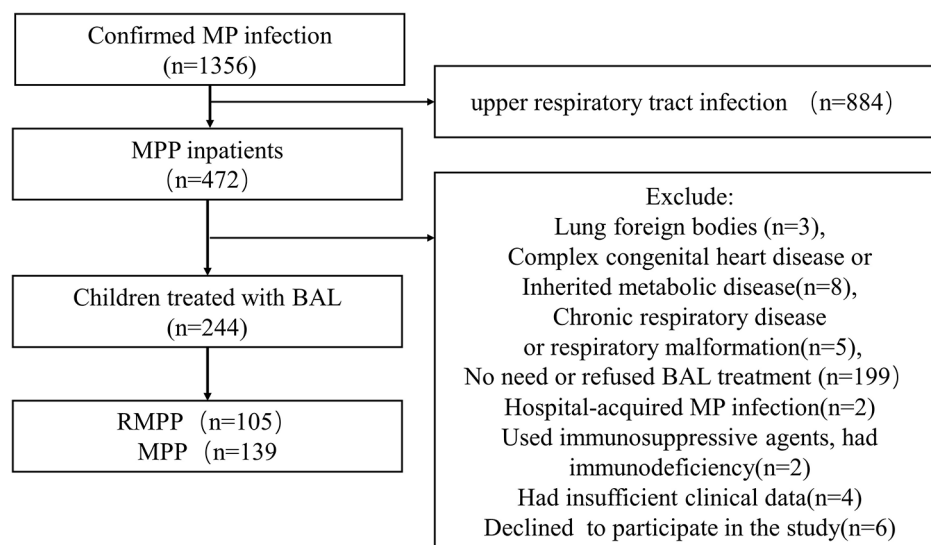 Confirmed MP infection
(n=1356)
upper respiratory tract infection （n=884）
MPP inpatients
(n=472）
Exclude:
Lung foreign bodies (n=3),
Complex congenital heart disease or
Inherited metabolic disease(n=8),
Chronic respiratory disease
or respiratory malformation(n=5),
No need or refused BAL treatment (n=199）
Hospital-acquired MP infection(n=2)
Used immunosuppressive agents, had
immunodeficiency(n=2)
Had insufficient clinical data(n=4)
Declined to participate in the study(n=6)
Children treated with BAL
(n=244)
RMPP（n=105）
MPP（n=139